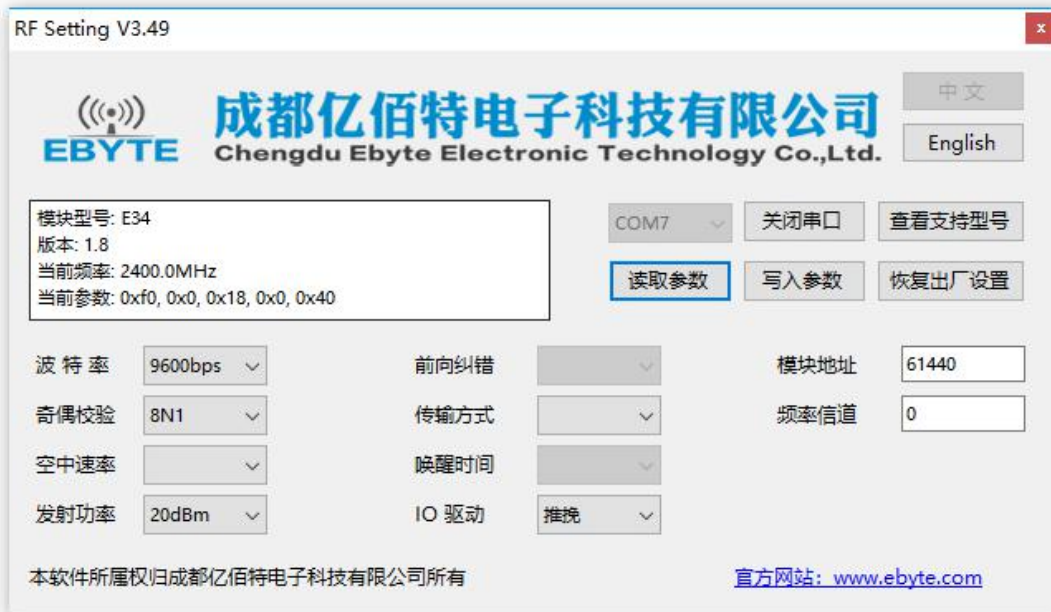 RF Setting V3.49
x
中文
EBYTE
成都亿佰特电子科技有限公司
Chengdu Ebyte Electronic Technology Co.,Ltd.
English
模块型号: E34
版本: 1.8
当前频率: 2400.0MHz
当前参数: 0xf0, 0x0, 0x18, 0x0, 0x40
COM7 关闭串口 查看支持型号
读取参数 写入参数 恢复出厂设置
波 特 率 9600bps 前向纠错 模块地址 61440
奇偶校验 8N1 传输方式 频率信道 0
空中速率 唤醒时间
发射功率 20dBm IO 驱动 推挽
本软件所属权归成都亿佰特电子科技有限公司所有 官方网站：www.ebyte.com